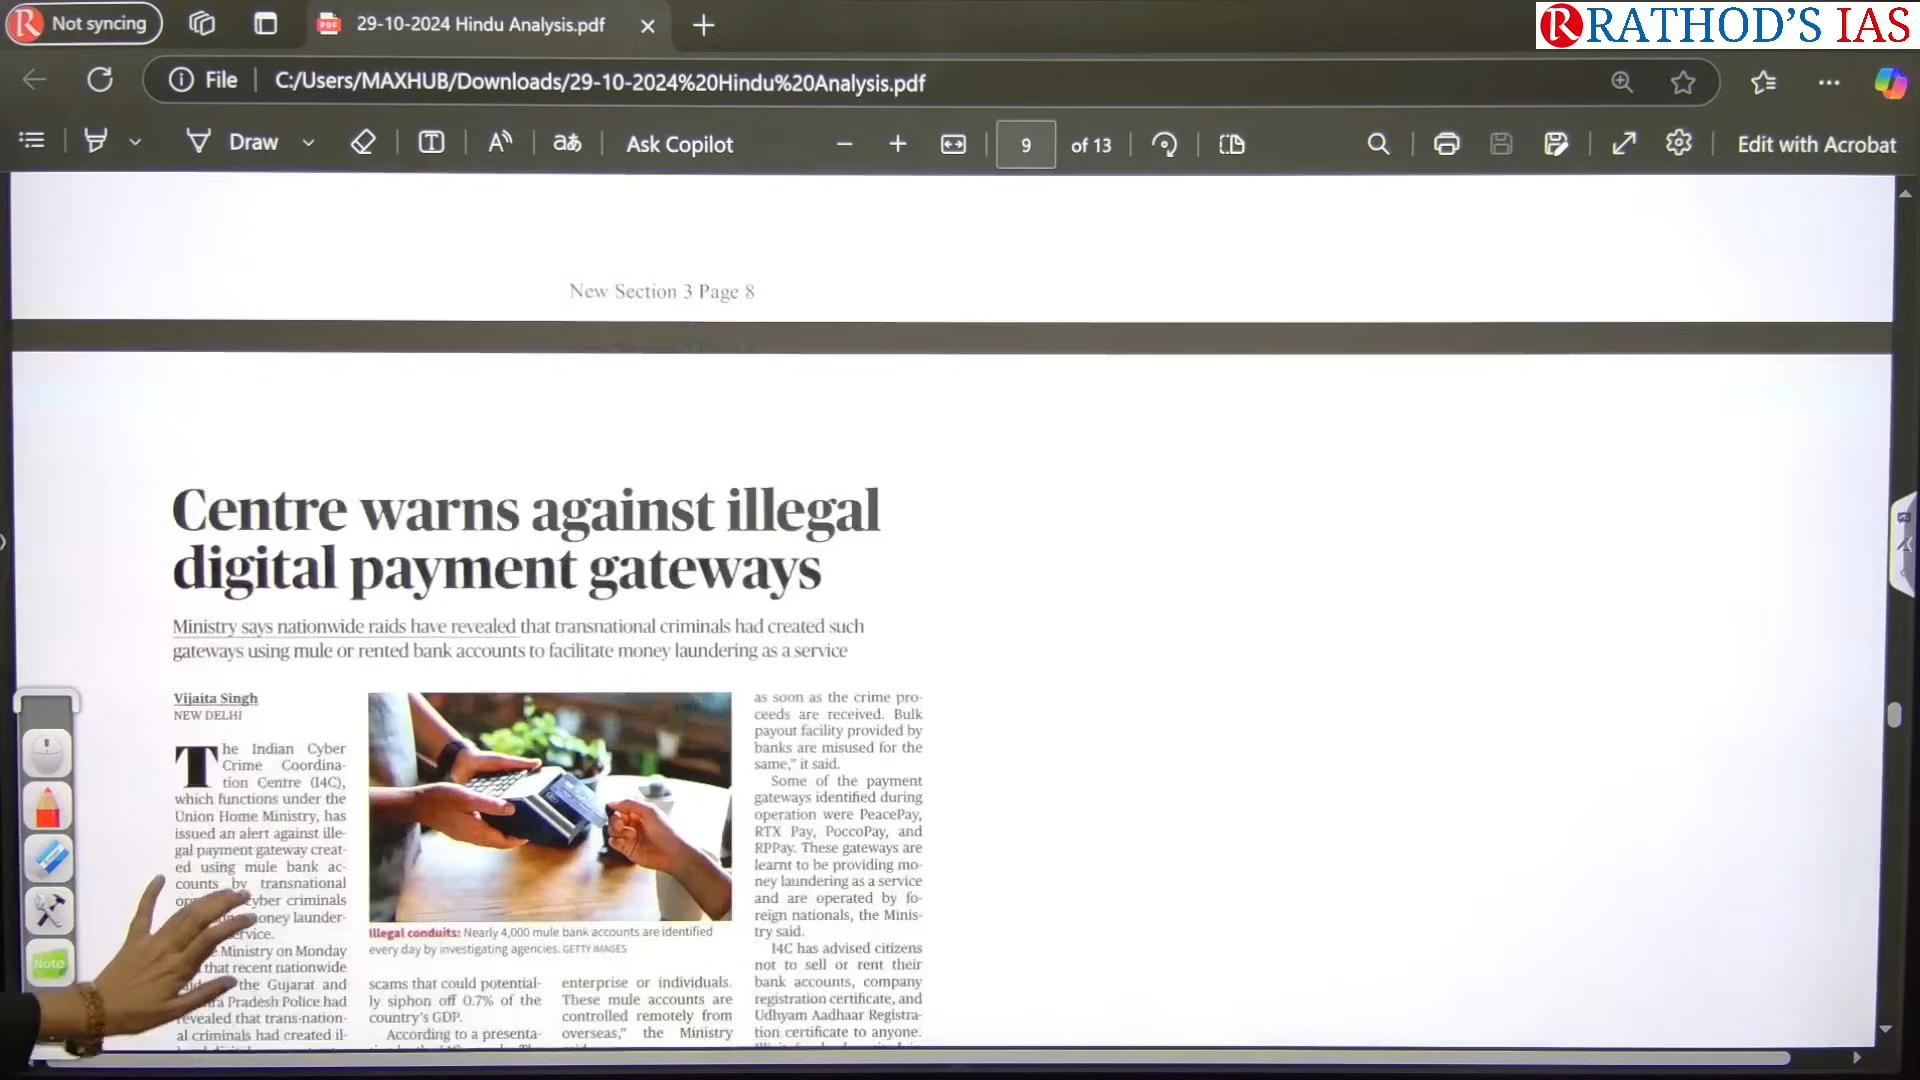 Not syncing
29-10-2024 Hindu Analysis.pdf
RATHOD'S IAS
File
C:/Users/MAXHUB/Downloads/29-10-2024%20Hindu%20Analysis.pdf
Draw
Ask Copilot
9 of 13
Edit with Acrobat
New Section 3 Page 8
Centre warns against illegal
digital payment gateways
Ministry says nationwide raids have revealed that transnational criminals had created such
gateways using mule or rented bank accounts to facilitate money laundering as a service
Vijaita Singh
NEW DELHI
The Indian Cyber
Crime Coordina-
tion Centre (I4C),
which functions under the
Union Home Ministry, has
issued an alert against ille-
gal payment gateway creat-
ed using mule bank ac-
counts by transnational
cyber criminals
money launder-
Ministry on Monday
that recent nationwide
the Gujarat and
Pradesh Police had
revealed that trans-nation-
al criminals had created il-
Illegal conduits: Nearly 4,000 mule bank accounts are identified
every day by investigating agencies. GETTY IMAGES
scams that could potential-
ly siphon off 0.7% of the
country's GDP.
According to a presenta-
enterprise or individuals.
These mule accounts are
controlled remotely from
overseas," the Ministry
as soon as the crime pro-
ceeds are received. Bulk
payout facility provided by
banks are misused for the
same," it said.
Some of the payment
gateways identified during
operation were PeacePay,
RTX Pay, PoccoPay, and
RPPay. These gateways are
learnt to be providing mo-
ney laundering as a service
and are operated by fo-
reign nationals, the Minis-
try said.
I4C has advised citizens
not to sell or rent their
bank accounts, company
registration certificate, and
Udhyam Aadhaar Registra-
tion certificate to anyone.
Note